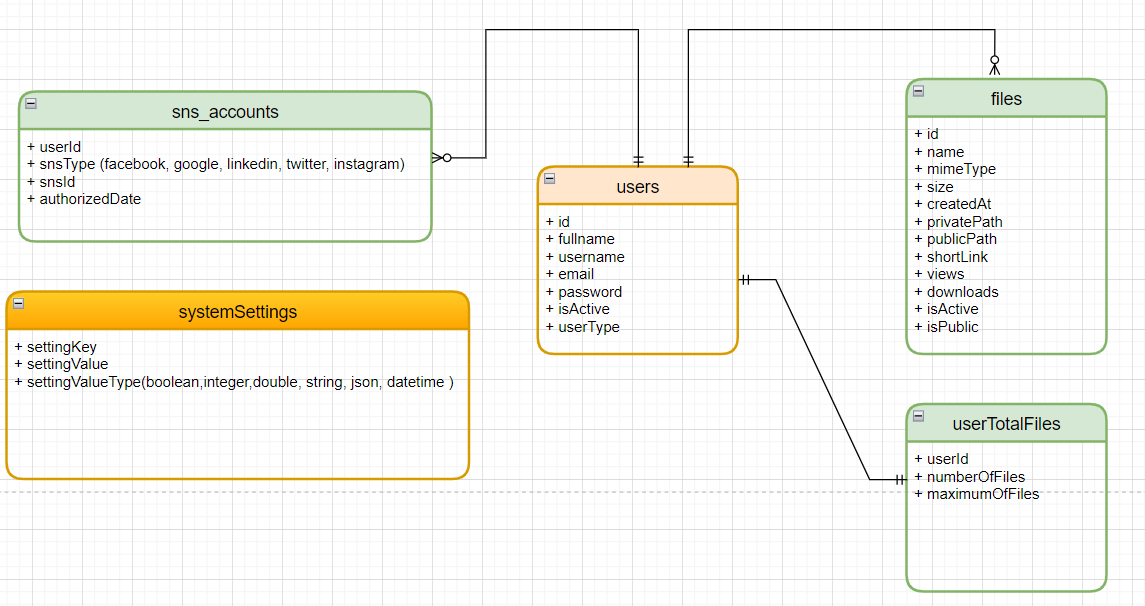 sns_accounts
+ userId
+ snsType (facebook, google, linkedin, twitter, instagram)
+ snsId
+ authorizedDate
systemSettings
+ settingKey
+ settingValue
+ settingValueType(boolean,integer,double, string, json, datetime )
users
+ id
+ fullname
+ username
+ email
+ password
+ isActive
+ userType
files
+ id
+ name
+ mimeType
+ size
+ createdAt
+ privatePath
+ publicPath
+ shortLink
+ views
+ downloads
+ isActive
+ isPublic
userTotalFiles
+ userId
+ numberOfFiles
+ maximumOfFiles